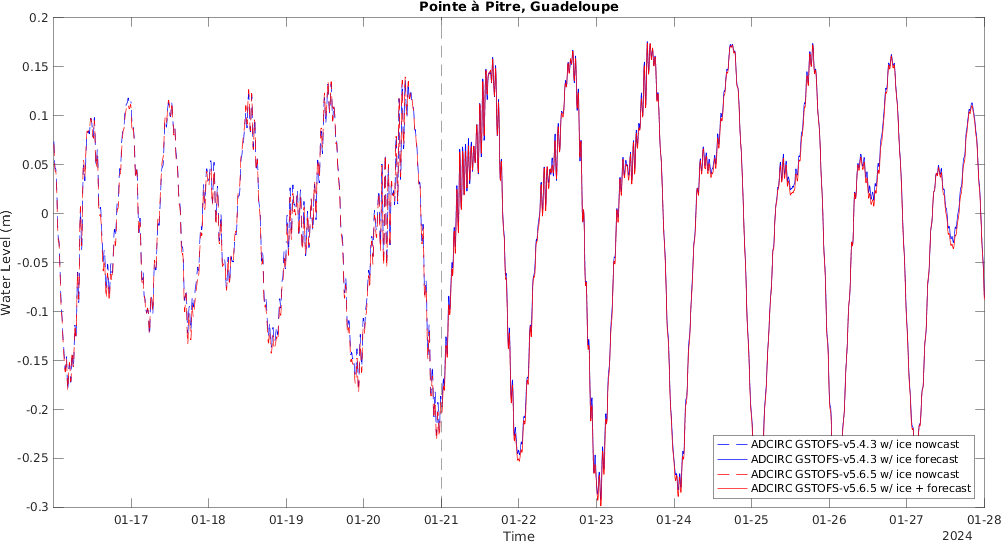 Pointe à Pitre, Guadeloupe
0.2
0.15
0.1
0.05
0
-0.05
-0.1
-0.15
-0.2
-0.25
-0.3
Water Level (m)
ADCIRC GSTOFS-v5.4.3 w/ ice nowcast
ADCIRC GSTOFS-v5.4.3 w/ ice forecast
ADCIRC GSTOFS-v5.6.5 w/ ice nowcast
ADCIRC GSTOFS-v5.6.5 w/ ice + forecast
01-17 01-18 01-19 01-20 01-21 01-22 01-23 01-24 01-25 01-26 01-27 01-28
Time
2024